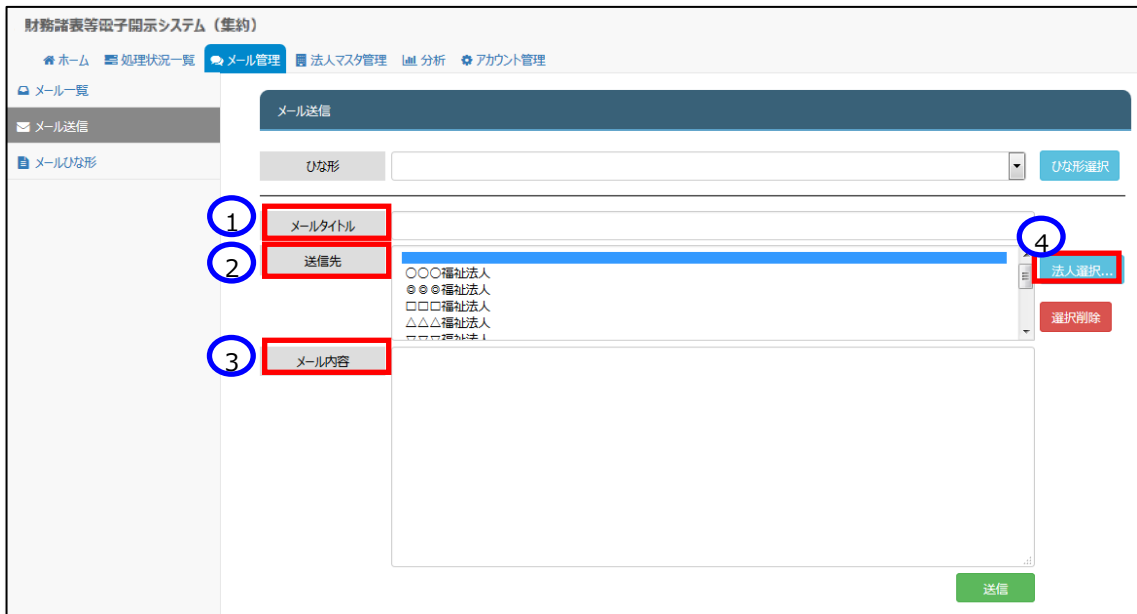 財務諸表等電子開示システム（集約）
ホーム 処理状況一覧 メール管理 法人マスタ管理 分析 アカウント管理
メール一覧
メール送信
メールひな形
メール送信
ひな形 ひな形選択
1 メールタイトル
2 送信先 4 法人選択...
○○○福祉法人
◎◎◎福祉法人
□□□福祉法人
△△△福祉法人
▽▽▽福祉法人
選択削除
3 メール内容
送信